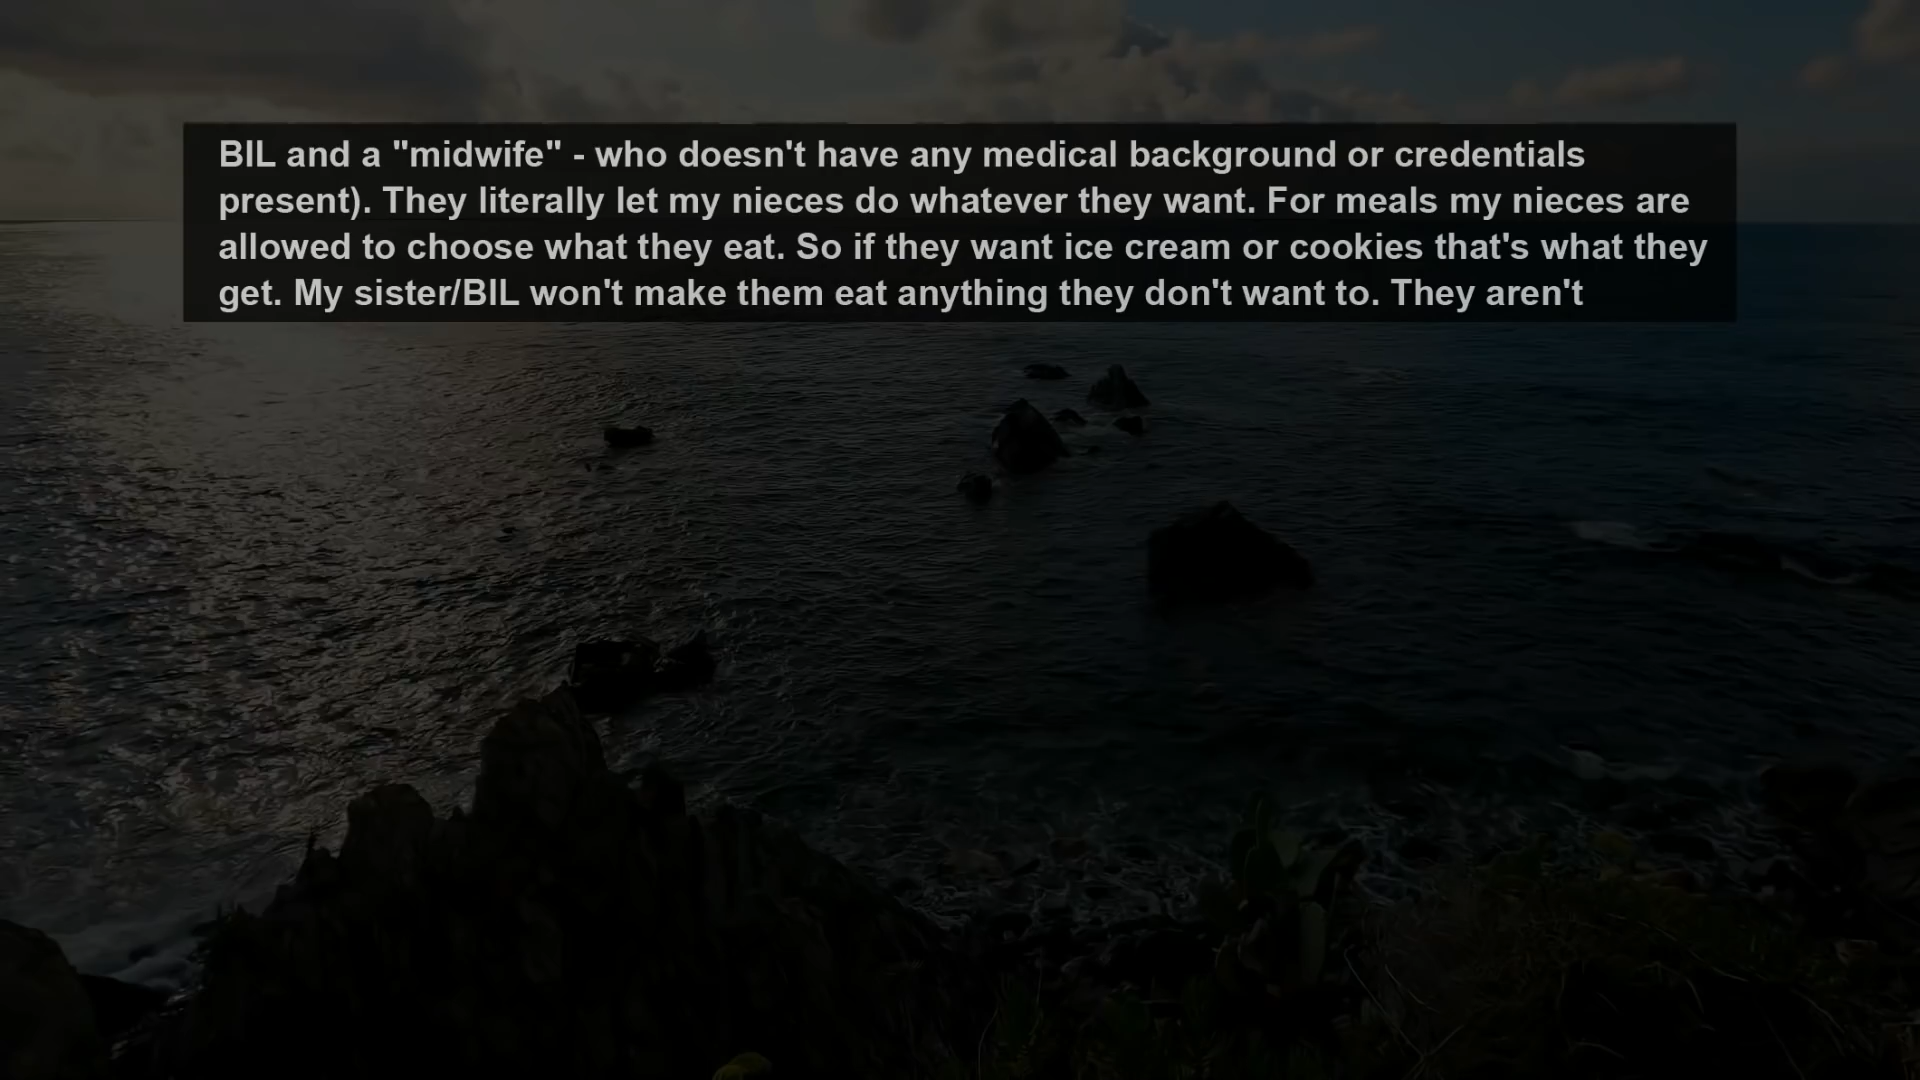 BIL and a "midwife" - who doesn't have any medical background or credentials
present). They literally let my nieces do whatever they want. For meals my nieces are
allowed to choose what they eat. So if they want ice cream or cookies that's what they
get. My sister/BIL won't make them eat anything they don't want to. They aren't